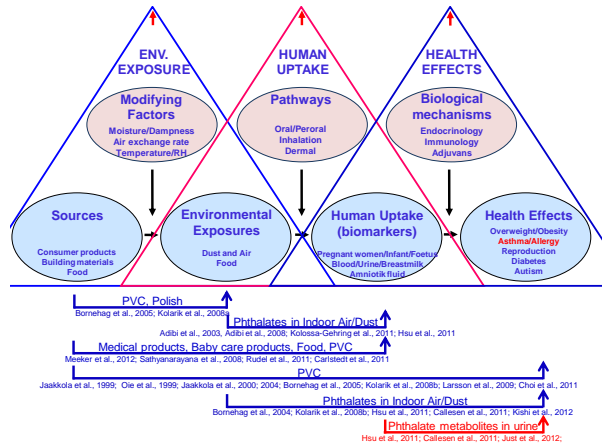 ENV.
EXPOSURE
HUMAN
UPTAKE
HEALTH
EFFECTS
Modifying
Factors
Moisture/Dampness
Air exchange rate
Temperature/RH
Pathways
Oral/Peroral
Inhalation
Dermal
Biological
mechanisms
Endocrinology
Immunology
Adjuvans
Sources
Consumer products
Building materials
Food
Environmental
Exposures
Dust and Air
Food
Human Uptake
(biomarkers)
Pregnant women/Infant/Foetus
Blood/Urine/Breastmilk
Amniotik fluid
Health Effects
Overweight/Obesity
Asthma/Allergy
Reproduction
Diabetes
Autism
PVC, Polish
Bornehag et al., 2005; Kolarik et al., 2008a
Phthalates in Indoor Air/Dust
Adibi et al., 2003, Adibi et al., 2008; Kolossa-Gehring et al., 2011; Hsu et al., 2011
Medical products, Baby care products, Food, PVC
Meeker et al., 2012; Sathyanarayana et al., 2008; Rudel et al., 2011; Carlstedt et al., 2011
PVC
Jaakkola et al., 1999; Oie et al., 1999; Jaakkola et al., 2000; 2004; Bornehag et al., 2005; Kolarik et al., 2008b; Larsson et al., 2009; Choi et al., 2011
Phthalates in Indoor Air/Dust
Bornehag et al., 2004; Kolarik et al., 2008b; Hsu et al., 2011; Callesen et al., 2011; Kishi et al., 2012
Phthalate metabolites in urine
Hsu et al., 2011; Callesen et al., 2011; Just et al., 2012;